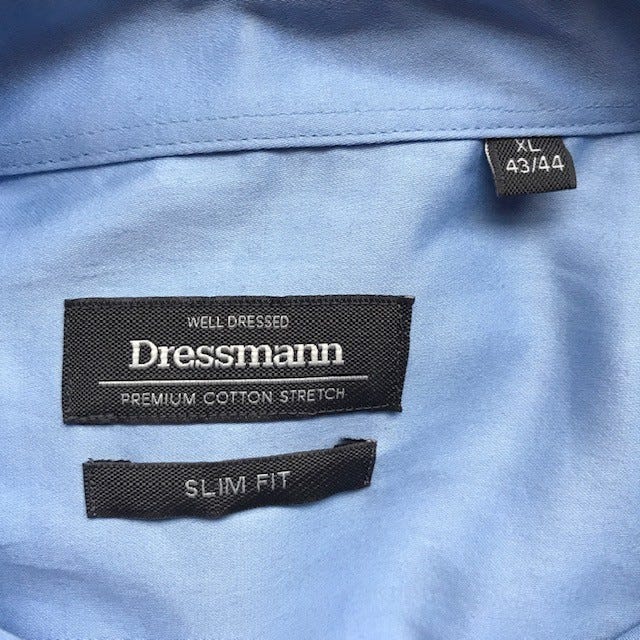 XL
43/44
WELL DRESSED
Dressmann
PREMIUM COTTON STRETCH
SLIM FIT